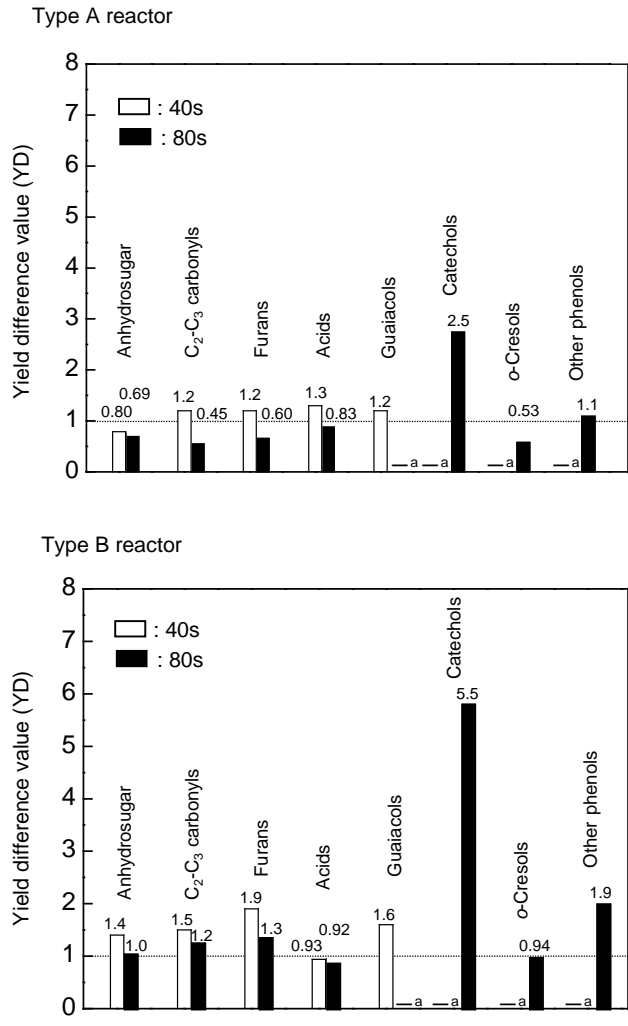 Type A reactor
Yield difference value (YD)
8
7
6
5
4
3
2
1
0
: 40s
: 80s
Anhydrosugar
C₂-C₃ carbonyls
Furans
Acids
Guaiacols
Catechols
o-Cresols
Other phenols
0.80 0.69 1.2 0.45 1.2 0.60 1.3 0.83 1.2 a a 2.5 a 0.53 a 1.1
Type B reactor
Yield difference value (YD)
8
7
6
5
4
3
2
1
0
: 40s
: 80s
Anhydrosugar
C₂-C₃ carbonyls
Furans
Acids
Guaiacols
Catechols
o-Cresols
Other phenols
1.4 1.0 1.5 1.2 1.9 1.3 0.93 0.92 1.6 a a 5.5 a 0.94 a 1.9